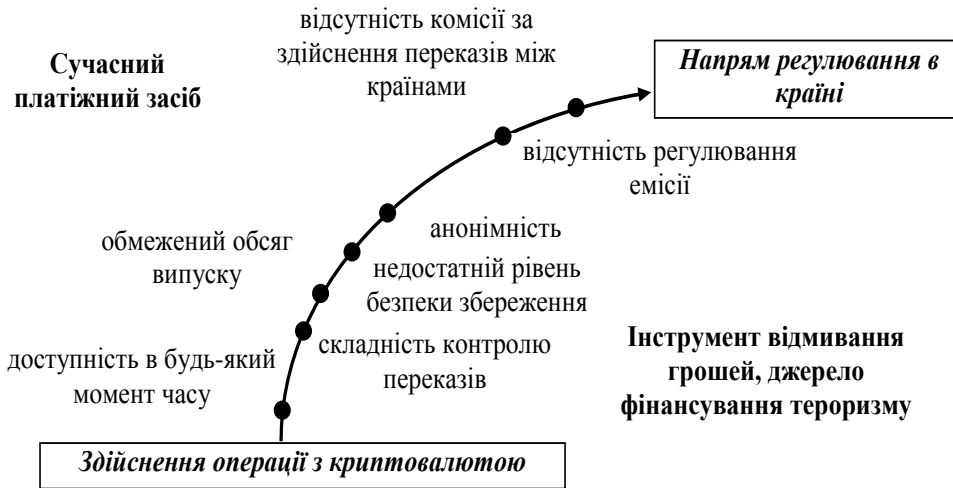 відсутність комісії за
здійснення переказів між
країнами
Сучасний
платіжний засіб
Напрям регулювання в
країні
відсутність регулювання
емісії
обмежений обсяг
випуску
анонімність
недостатній рівень
безпеки збереження
доступність в будь-який
момент часу
складність контролю
переказів
Інструмент відмивання
грошей, джерело
фінансування тероризму
Здійснення операції з криптовалютою